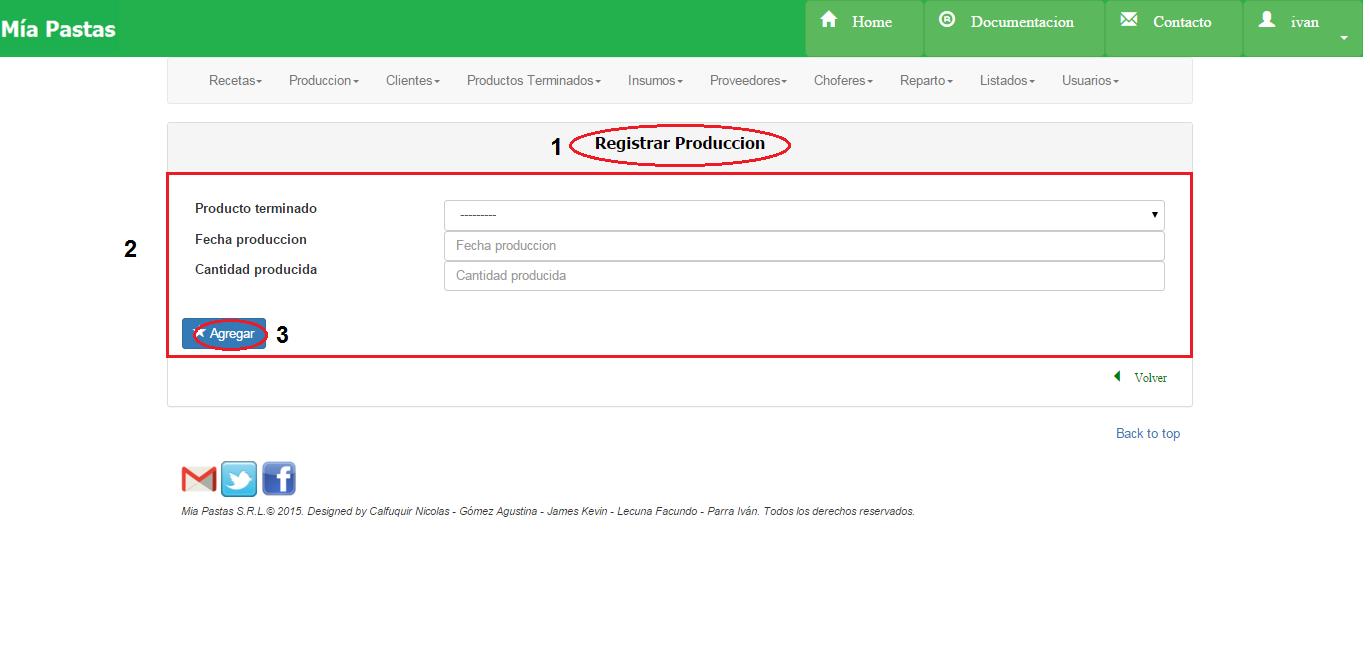 Mía Pastas
Home Documentacion Contacto ivan
Recetas Produccion Clientes Productos Terminados Insumos Proveedores Choferes Reparto Listados Usuarios
1 Registrar Produccion
Producto terminado ---------
2
Fecha produccion Fecha produccion
Cantidad producida Cantidad producida
Agregar 3
Volver
Back to top
Mia Pastas S.R.L.© 2015. Designed by Calfuquir Nicolas - Gómez Agustina - James Kevin - Lecuna Facundo - Parra Iván. Todos los derechos reservados.